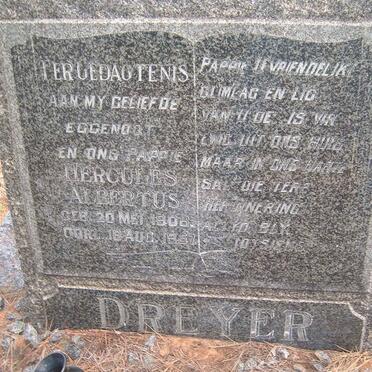 TER GEDAGTENIS
AAN MY GELIEFDE
EGGENOOT
EN ONS PAPPIE
HERCULES
ALBERTUS
GEB. 20 MEI 1908
OORL. 19 AUG.
PAPPIE U VRIENDELIKE
GLIMLAG EN LIG
VAN U OË IS VIR
EWIG UIT ONS HUIS
MAAR IN ONS HARTE
SAL DIE TERE
HERINNERING
ALTYD BLY
TOTSIENS
DREYER